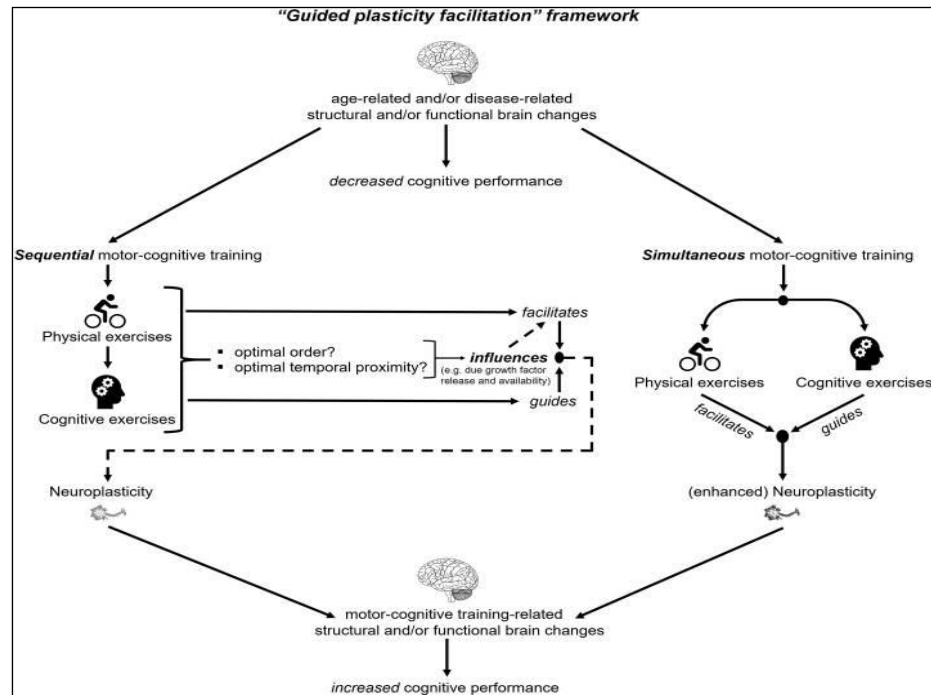 “Guided plasticity facilitation” framework
age-related and/or disease-related
structural and/or functional brain changes
decreased cognitive performance
Sequential motor-cognitive training
Physical exercises
Cognitive exercises
▪ optimal order?
▪ optimal temporal proximity?
influences
(e.g. due growth factor
release and availability)
facilitates
guides
Neuroplasticity
Simultaneous motor-cognitive training
Physical exercises
Cognitive exercises
facilitates
guides
(enhanced) Neuroplasticity
motor-cognitive training-related
structural and/or functional brain changes
increased cognitive performance